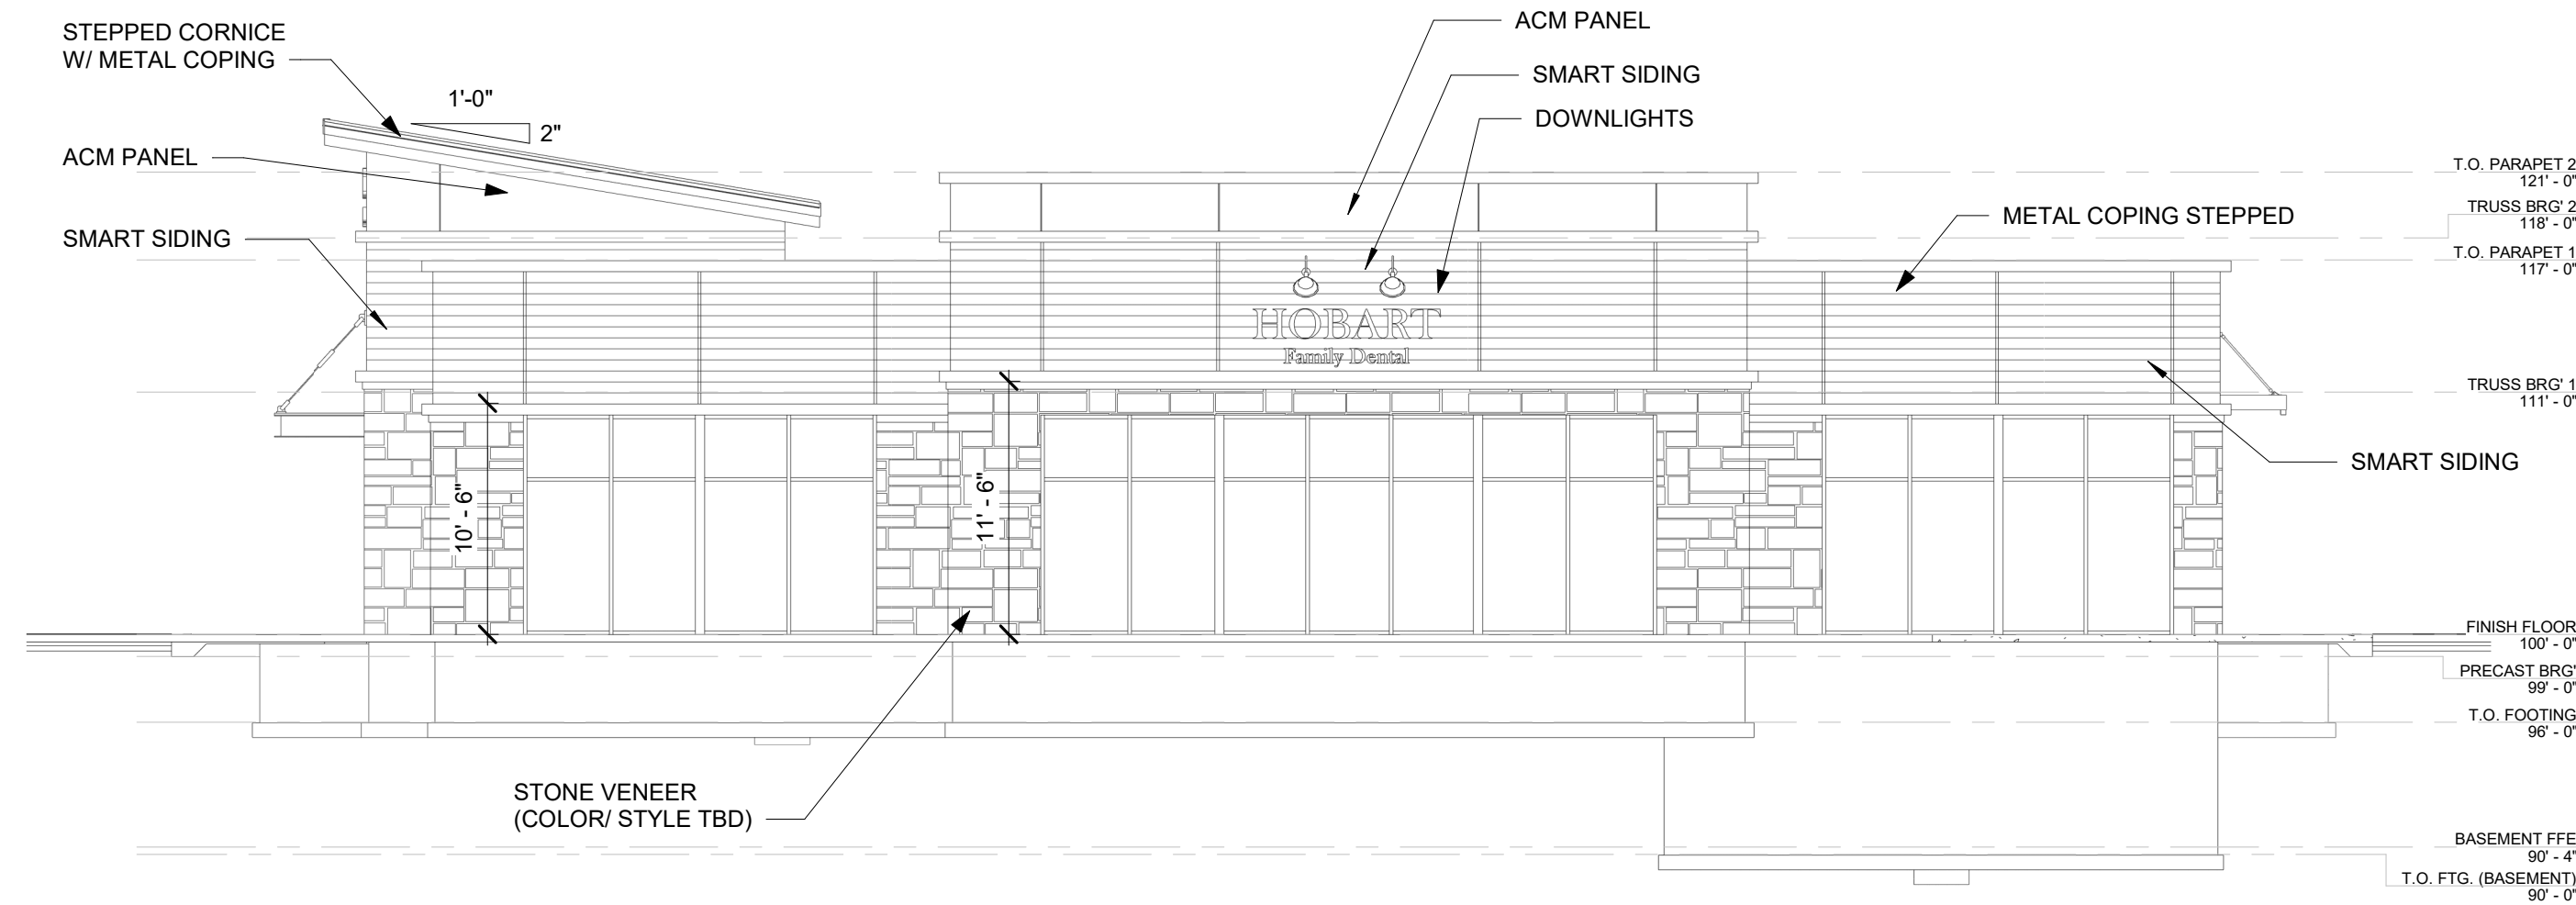 STEPPED CORNICE
W/ METAL COPING
1'-0"
2"
ACM PANEL
SMART SIDING
ACM PANEL
SMART SIDING
DOWNLIGHTS
METAL COPING STEPPED
SMART SIDING
HOBART
Family Dental
10' - 6"
11' - 6"
STONE VENEER
(COLOR/ STYLE TBD)
T.O. PARAPET 2
121' - 0"
TRUSS BRG' 2
118' - 0"
T.O. PARAPET 1
117' - 0"
TRUSS BRG' 1
111' - 0"
FINISH FLOOR
100' - 0"
PRECAST BRG'
99' - 0"
T.O. FOOTING
96' - 0"
BASEMENT FFE
90' - 4"
T.O. FTG. (BASEMENT)
90' - 0"